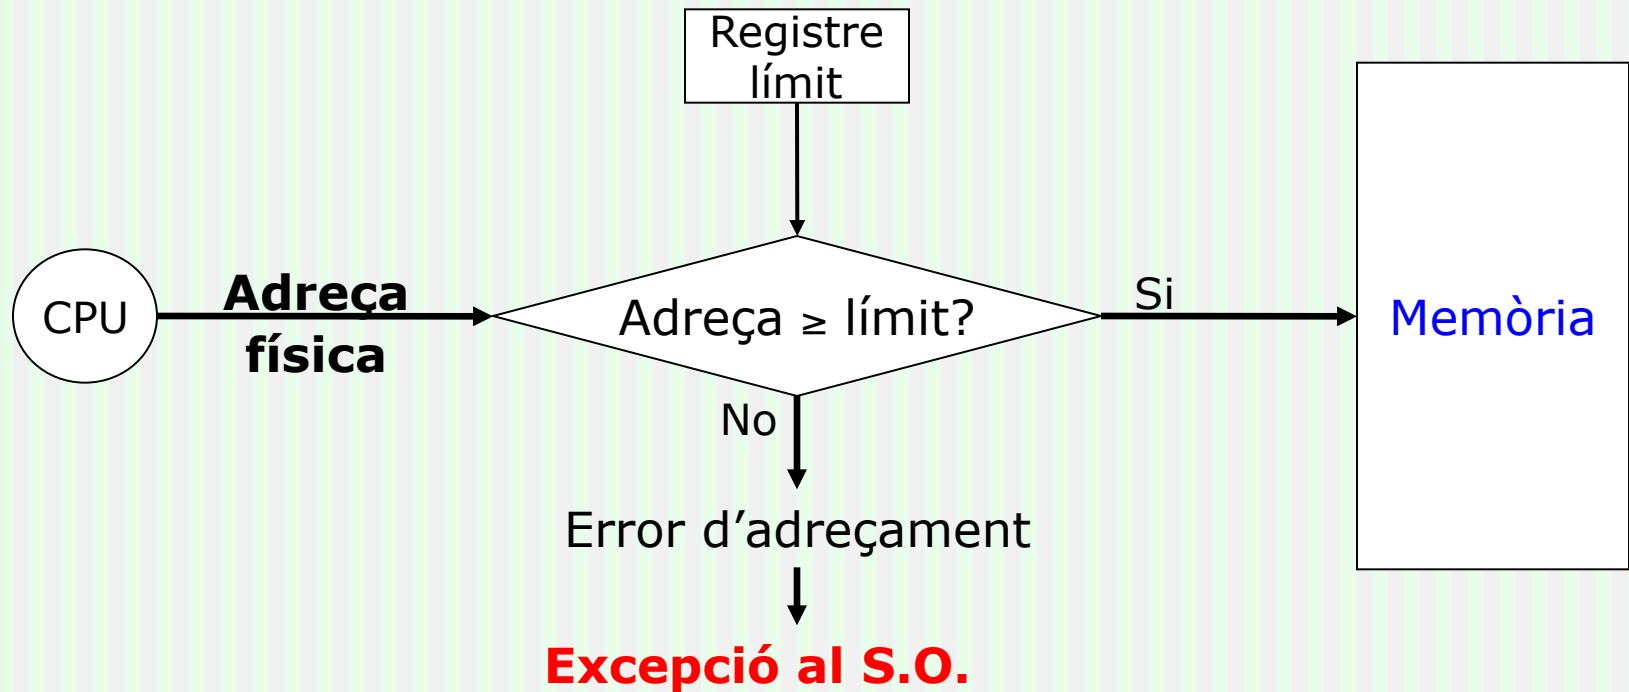 Registre
límit
CPU
Adreça
física
Adreça ≥ límit?
Si
Memòria
No
Error d’adreçament
Excepció al S.O.